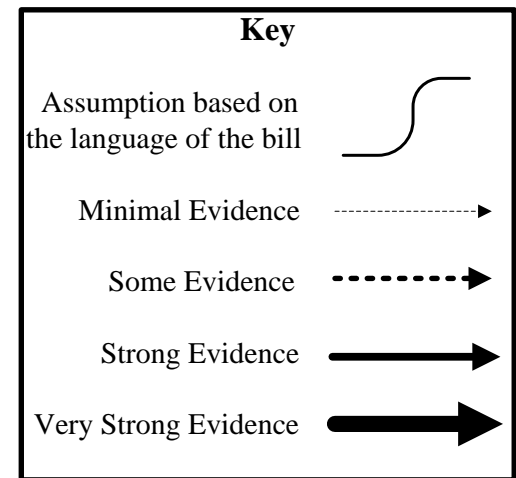 Key
Assumption based on
the language of the bill
Minimal Evidence
Some Evidence
Strong Evidence
Very Strong Evidence